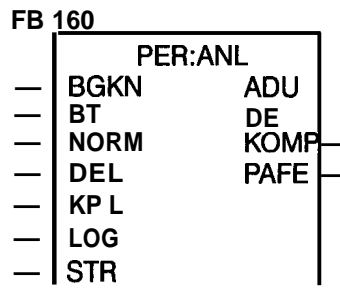 FB 160
PER:ANL
BGKN ADU
BT DE
NORM KOMP
DEL PAFE
KP L
LOG
STR